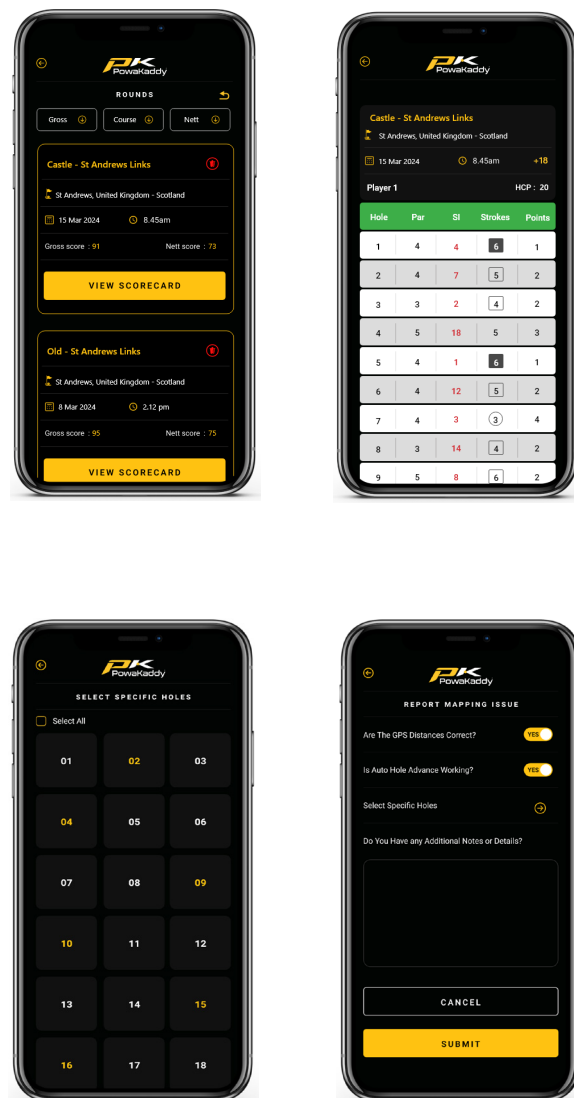 PK
PowaKaddy
ROUNDS
Gross Course Nett
Castle - St Andrews Links
St Andrews, United Kingdom - Scotland
15 Mar 2024 8.45am
Gross score : 91 Nett score : 73
VIEW SCORECARD
Old - St Andrews Links
St Andrews, United Kingdom - Scotland
8 Mar 2024 2.12 pm
Gross score : 95 Nett score : 75
VIEW SCORECARD
PK
PowaKaddy
Castle - St Andrews Links
St Andrews, United Kingdom - Scotland
15 Mar 2024 8.45am +18
Player 1 HCP : 20
Hole Par SI Strokes Points
1 4 4 6 1
2 4 7 5 2
3 3 2 4 2
4 5 18 5 3
5 4 1 6 1
6 4 12 5 2
7 4 3 3 4
8 3 14 4 2
9 5 8 6 2
PK
PowaKaddy
SELECT SPECIFIC HOLES
Select All
01 02 03
04 05 06
07 08 09
10 11 12
13 14 15
16 17 18
PK
PowaKaddy
REPORT MAPPING ISSUE
Are The GPS Distances Correct? YES
Is Auto Hole Advance Working? YES
Select Specific Holes
Do You Have any Additional Notes or Details?
CANCEL
SUBMIT